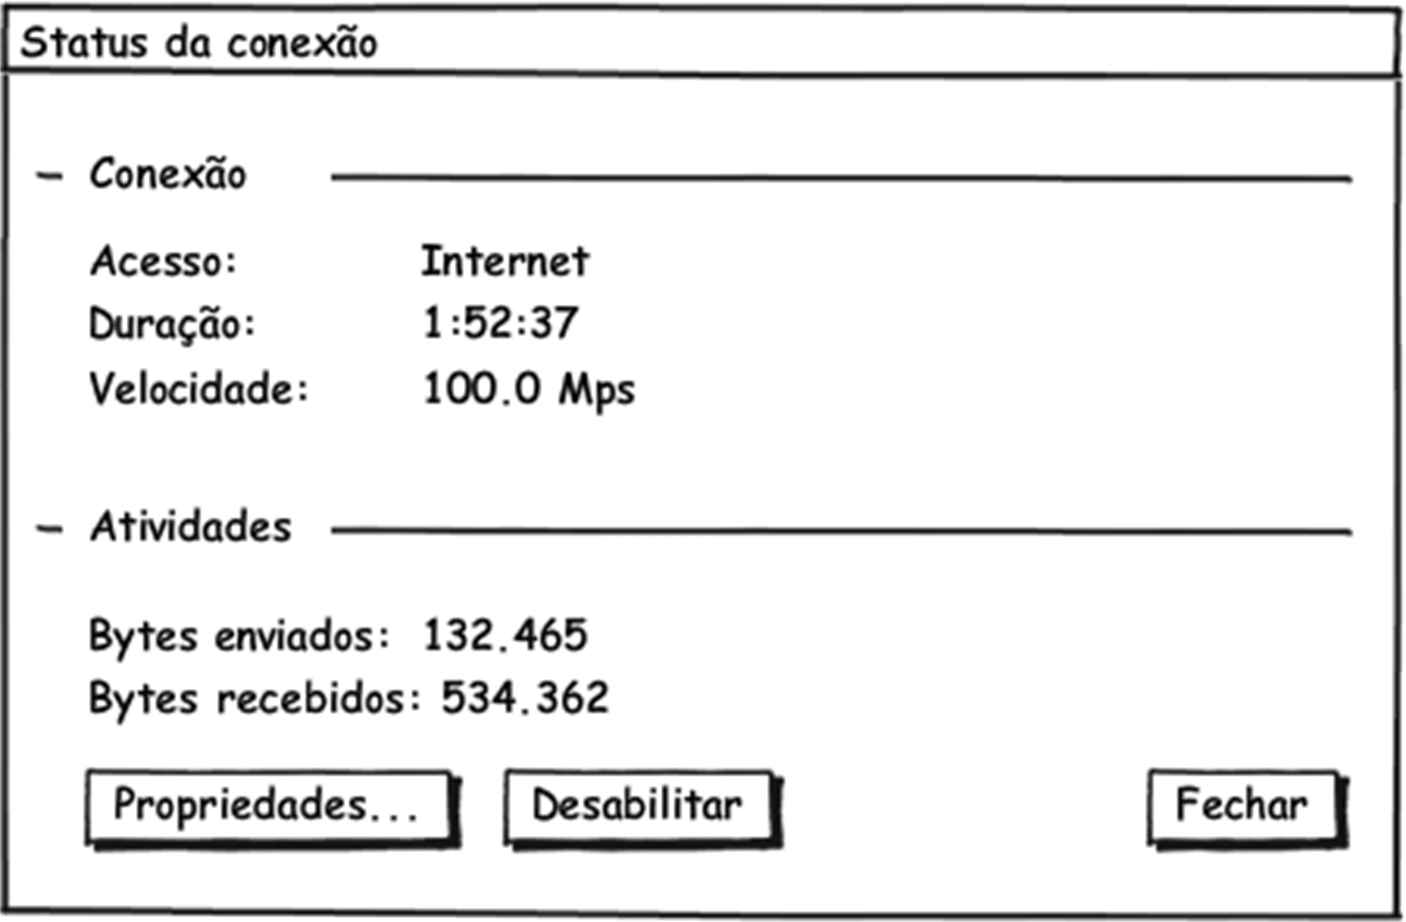 Status da conexão
– Conexão
Acesso: Internet
Duração: 1:52:37
Velocidade: 100.0 Mps
– Atividades
Bytes enviados: 132.465
Bytes recebidos: 534.362
Propriedades... Desabilitar Fechar